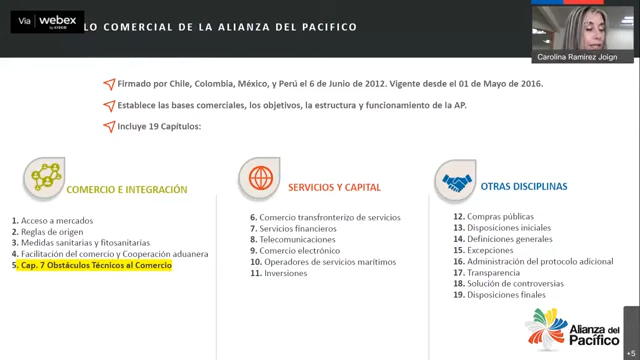 Via webex
BY CISCO
LO COMERCIAL DE LA ALIANZA DEL PACIFICO
Carolina Ramírez Joign
Firmado por Chile, Colombia, México, y Perú el 6 de Junio de 2012. Vigente desde el 01 de Mayo de 2016.
Establece las bases comerciales, los objetivos, la estructura y funcionamiento de la AP.
Incluye 19 Capítulos:
COMERCIO E INTEGRACIÓN
1. Acceso a mercados
2. Reglas de origen
3. Medidas sanitarias y fitosanitarias
4. Facilitación del comercio y Cooperación aduanera
5. Cap. 7 Obstáculos Técnicos al Comercio
SERVICIOS Y CAPITAL
6. Comercio transfronterizo de servicios
7. Servicios financieros
8. Telecomunicaciones
9. Comercio electrónico
10. Operadores de servicios marítimos
11. Inversiones
OTRAS DISCIPLINAS
12. Compras públicas
13. Disposiciones iniciales
14. Definiciones generales
15. Excepciones
16. Administración del protocolo adicional
17. Transparencia
18. Solución de controversias
19. Disposiciones finales
Alianza del
Pacífico
+5